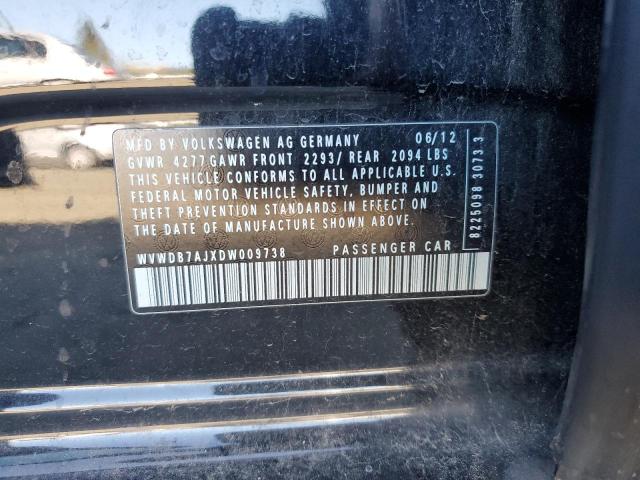 MFD BY VOLKSWAGEN AG GERMANY 06/12
GVWR 4277 GAWR FRONT 2293/ REAR 2094 LBS
THIS VEHICLE CONFORMS TO ALL APPLICABLE U.S.
FEDERAL MOTOR VEHICLE SAFETY, BUMPER AND
THEFT PREVENTION STANDARDS IN EFFECT ON
THE DATE OF MANUFACTURE SHOWN ABOVE.
WVWDB7AJXDW009738 PASSENGER CAR
8225098 3073 3